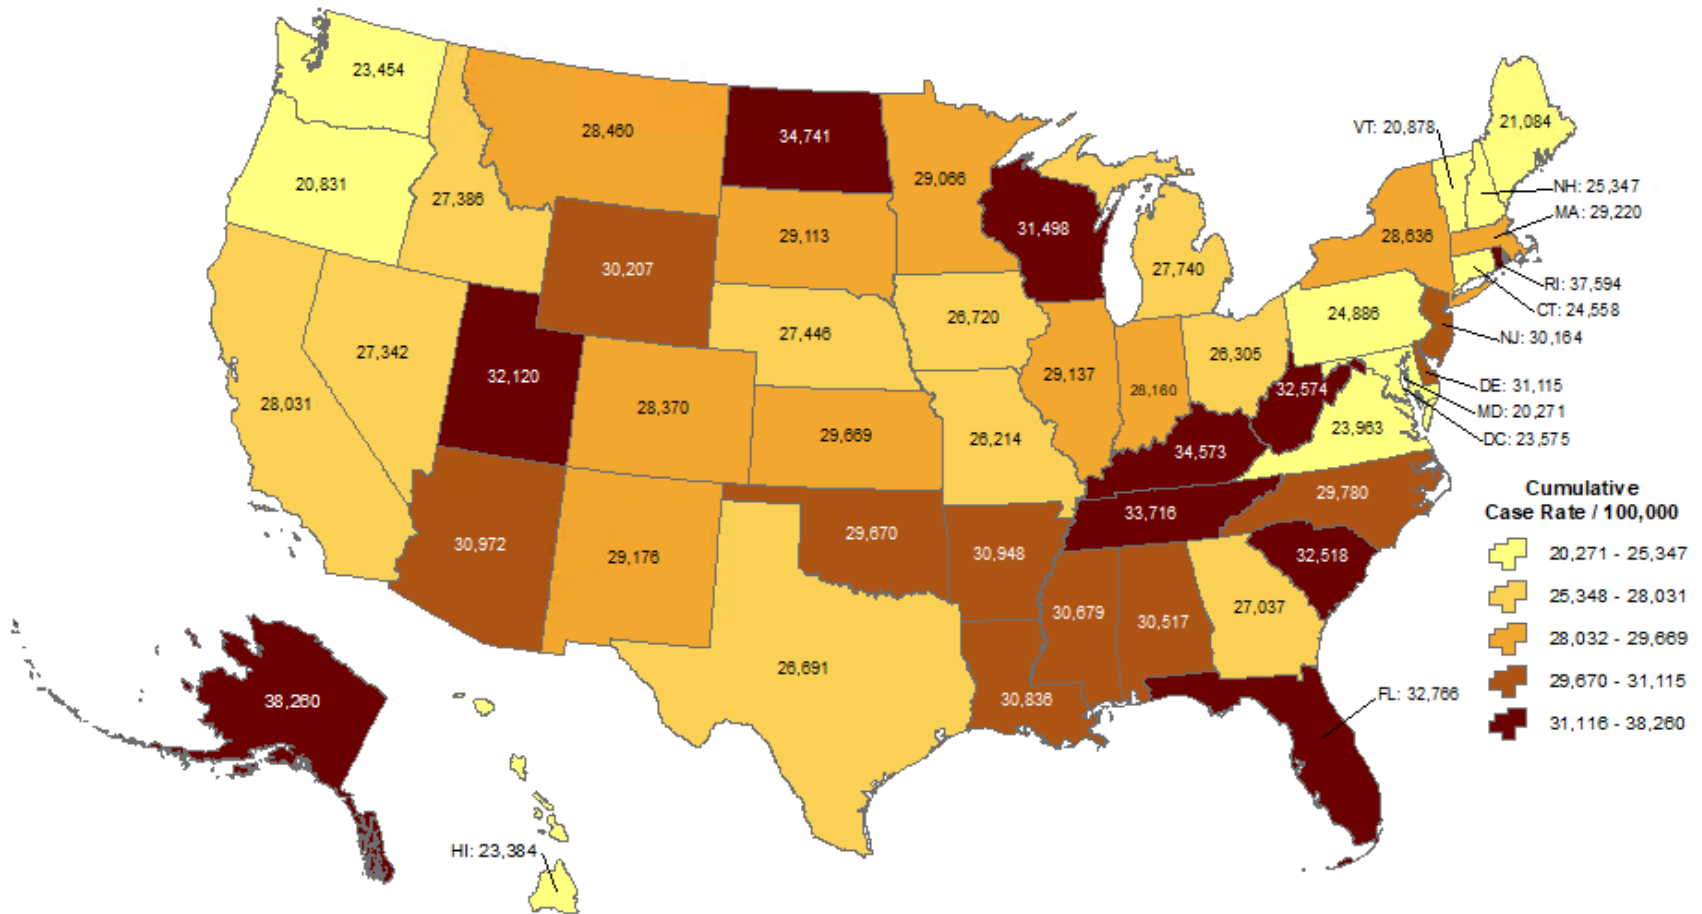 23,454
28,460
34,741
29,066
VT: 20,878
21,084
20,831
27,386
NH: 25,347
MA: 29,220
31,498
29,113
28,636
30,207
27,740
RI: 37,594
CT: 24,558
24,886
NJ: 30,164
27,446
26,720
27,342
26,305
32,120
29,137
28,160
32,574
DE: 31,115
MD: 20,271
DC: 23,575
28,031
28,370
29,669
26,214
23,963
34,573
29,780
33,716
30,972
29,176
29,670
30,948
32,518
30,679
30,517
27,037
26,691
30,836
38,260
FL: 32,766
HI: 23,384
Cumulative
Case Rate / 100,000
20,271 - 25,347
25,348 - 28,031
28,032 - 29,669
29,670 - 31,115
31,116 - 38,260